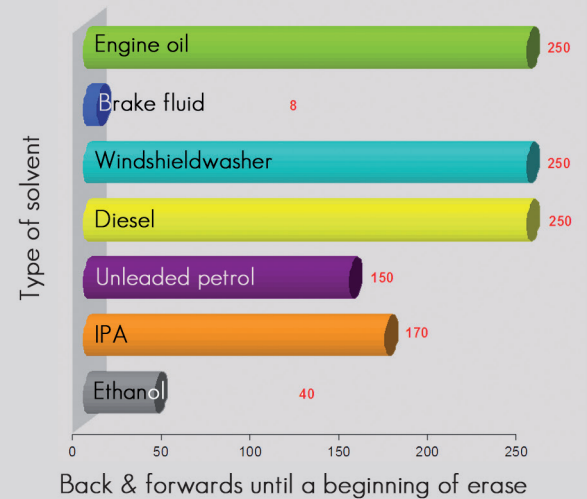 Type of solvent
Engine oil 250
Brake fluid 8
Windshieldwasher 250
Diesel 250
Unleaded petrol 150
IPA 170
Ethanol 40
0 50 100 150 200 250
Back & forwards until a beginning of erase